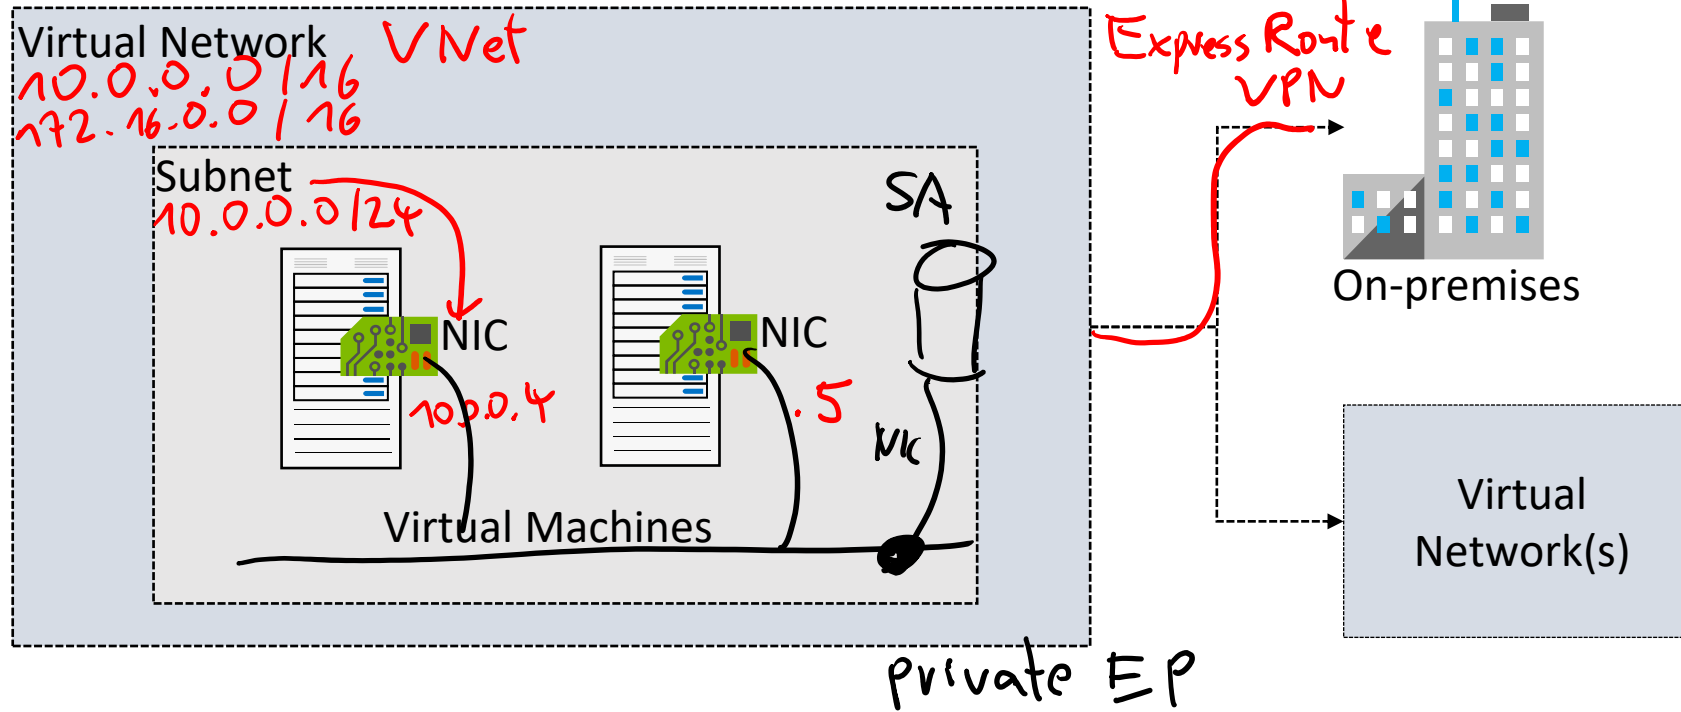 Virtual Network VNet
10.0.0.0/16
172.16.0.0/16
Subnet
10.0.0.0/24
NIC
10.0.0.4
NIC
.5
SA
NIC
Virtual Machines
private EP
Express Route
VPN
On-premises
Virtual
Network(s)